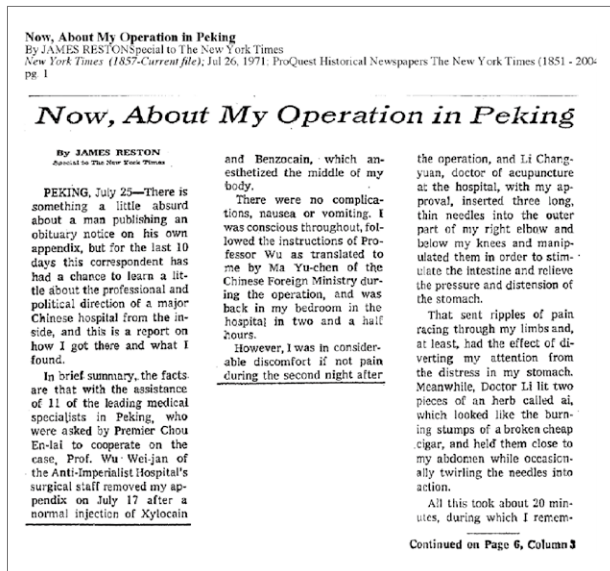 Now, About My Operation in Peking
By JAMES RESTONSpecial to The New York Times
New York Times (1857-Current file); Jul 26, 1971; ProQuest Historical Newspapers The New York Times (1851 - 200
pg. 1
Now, About My Operation in Peking
By JAMES RESTON
Special to The New York Times
PEKING, July 25—There is
something a little absurd
about a man publishing an
obituary notice on his own
appendix, but for the last 10
days this correspondent has
had a chance to learn a lit-
tle about the professional and
political direction of a major
Chinese hospital from the in-
side, and this is a report on
how I got there and what I
found.
In brief summary, the facts
are that with the assistance
of 11 of the leading medical
specialists in Peking, who
were asked by Premier Chou
En-lai to cooperate on the
case, Prof. Wu Wei-jan of
the Anti-Imperialist Hospital's
surgical staff removed my ap-
pendix on July 17 after a
normal injection of Xylocain
and Benzocain, which an-
esthetized the middle of my
body.
There were no complica-
tions, nausea or vomiting. I
was conscious throughout, fol-
lowed the instructions of Pro-
fessor Wu as translated to
me by Ma Yu-chen of the
Chinese Foreign Ministry dur-
ing the operation, and was
back in my bedroom in the
hospital in two and a half
hours.
However, I was in consider-
able discomfort if not pain
during the second night after
the operation, and Li Chang-
yuan, doctor of acupuncture
at the hospital, with my ap-
proval, inserted three long,
thin needles into the outer
part of my right elbow and
below my knees and manip-
ulated them in order to stim-
ulate the intestine and relieve
the pressure and distension of
the stomach.
That sent ripples of pain
racing through my limbs and,
at least, had the effect of di-
verting my attention from
the distress in my stomach.
Meanwhile, Doctor Li lit two
pieces of an herb called ai,
which looked like the burn-
ing stumps of a broken cheap
cigar, and held them close to
my abdomen while occasion-
ally twirling the needles into
action.
All this took about 20 min-
utes, during which I remem-
Continued on Page 6, Column 3